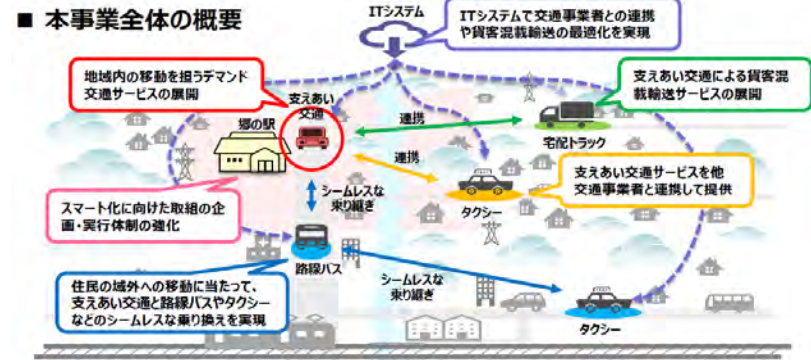 ■ 本事業全体の概要
ITシステム
ITシステムで交通事業者との連携
や貨客混載輸送の最適化を実現
地域内の移動を担うデマンド
交通サービスの展開
支えあい
交通
支えあい交通による貨客混
載輸送サービスの展開
郷の駅
連携
宅配トラック
連携
支えあい交通サービスを他
交通事業者と連携して提供
スマート化に向けた取組の企
画・実行体制の強化
シームレスな
乗り継ぎ
タクシー
路線バス
住民の域外への移動に当たって、
支えあい交通と路線バスやタクシー
などのシームレスな乗り換えを実現
シームレスな
乗り継ぎ
タクシー